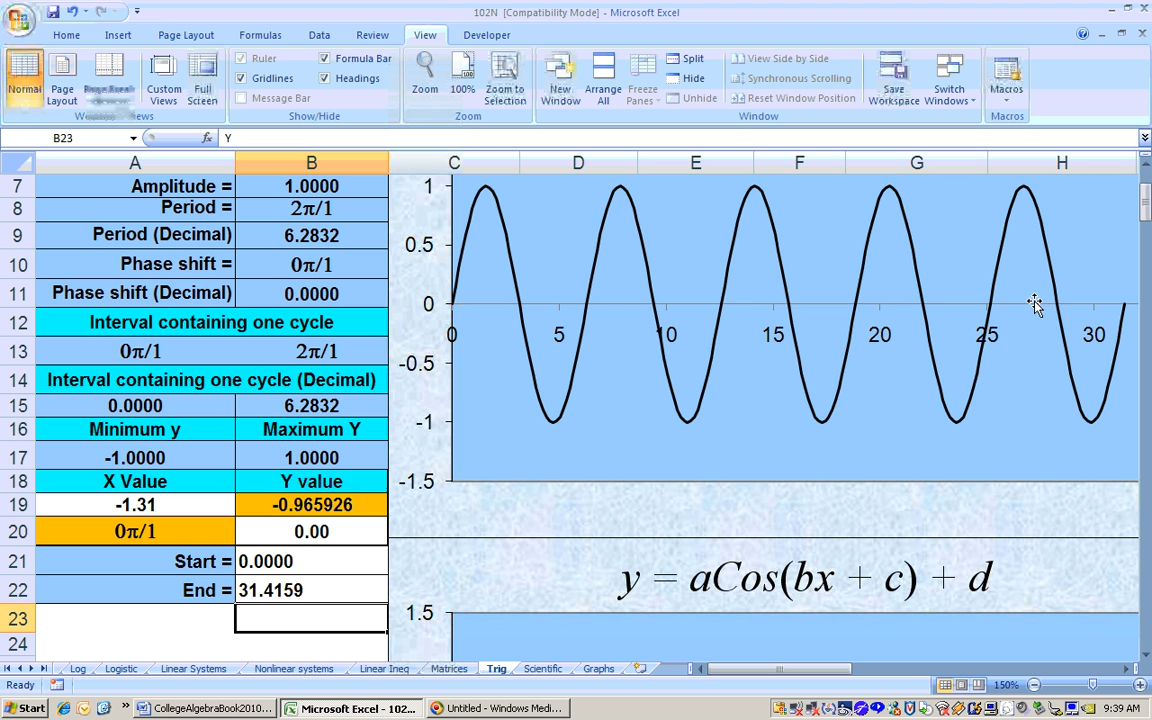 102N [Compatibility Mode] - Microsoft Excel
Home Insert Page Layout Formulas Data Review View Developer
Normal
Page Layout
Custom Views
Full Screen
Ruler
Formula Bar
Gridlines
Headings
Message Bar
Show/Hide
Zoom
100%
Zoom to Selection
Zoom
New Window
Arrange All
Freeze Panes
Split
Hide
Unhide
View Side by Side
Synchronous Scrolling
Reset Window Position
Save Workspace
Switch Windows
Window
Macros
Macros
B23 fx Y
A B C D E F G H
7 Amplitude = 1.0000
8 Period = 2π/1
9 Period (Decimal) 6.2832
10 Phase shift = 0π/1
11 Phase shift (Decimal) 0.0000
12 Interval containing one cycle
13 0π/1 2π/1
14 Interval containing one cycle (Decimal)
15 0.0000 6.2832
16 Minimum y Maximum Y
17 -1.0000 1.0000
18 X Value Y value
19 -1.31 -0.965926
20 0π/1 0.00
21 Start = 0.0000
22 End = 31.4159
23
24
1
0.5
0
-0.5
-1
-1.5
0 5 10 15 20 25 30
y = aCos(bx + c) + d
1.5
Log Logistic Linear Systems Nonlinear systems Linear Ineq Matrices Trig Scientific Graphs
Ready 150%
Start CollegeAlgebraBook2010... Microsoft Excel - 102... Untitled - Windows Med... 9:39 AM